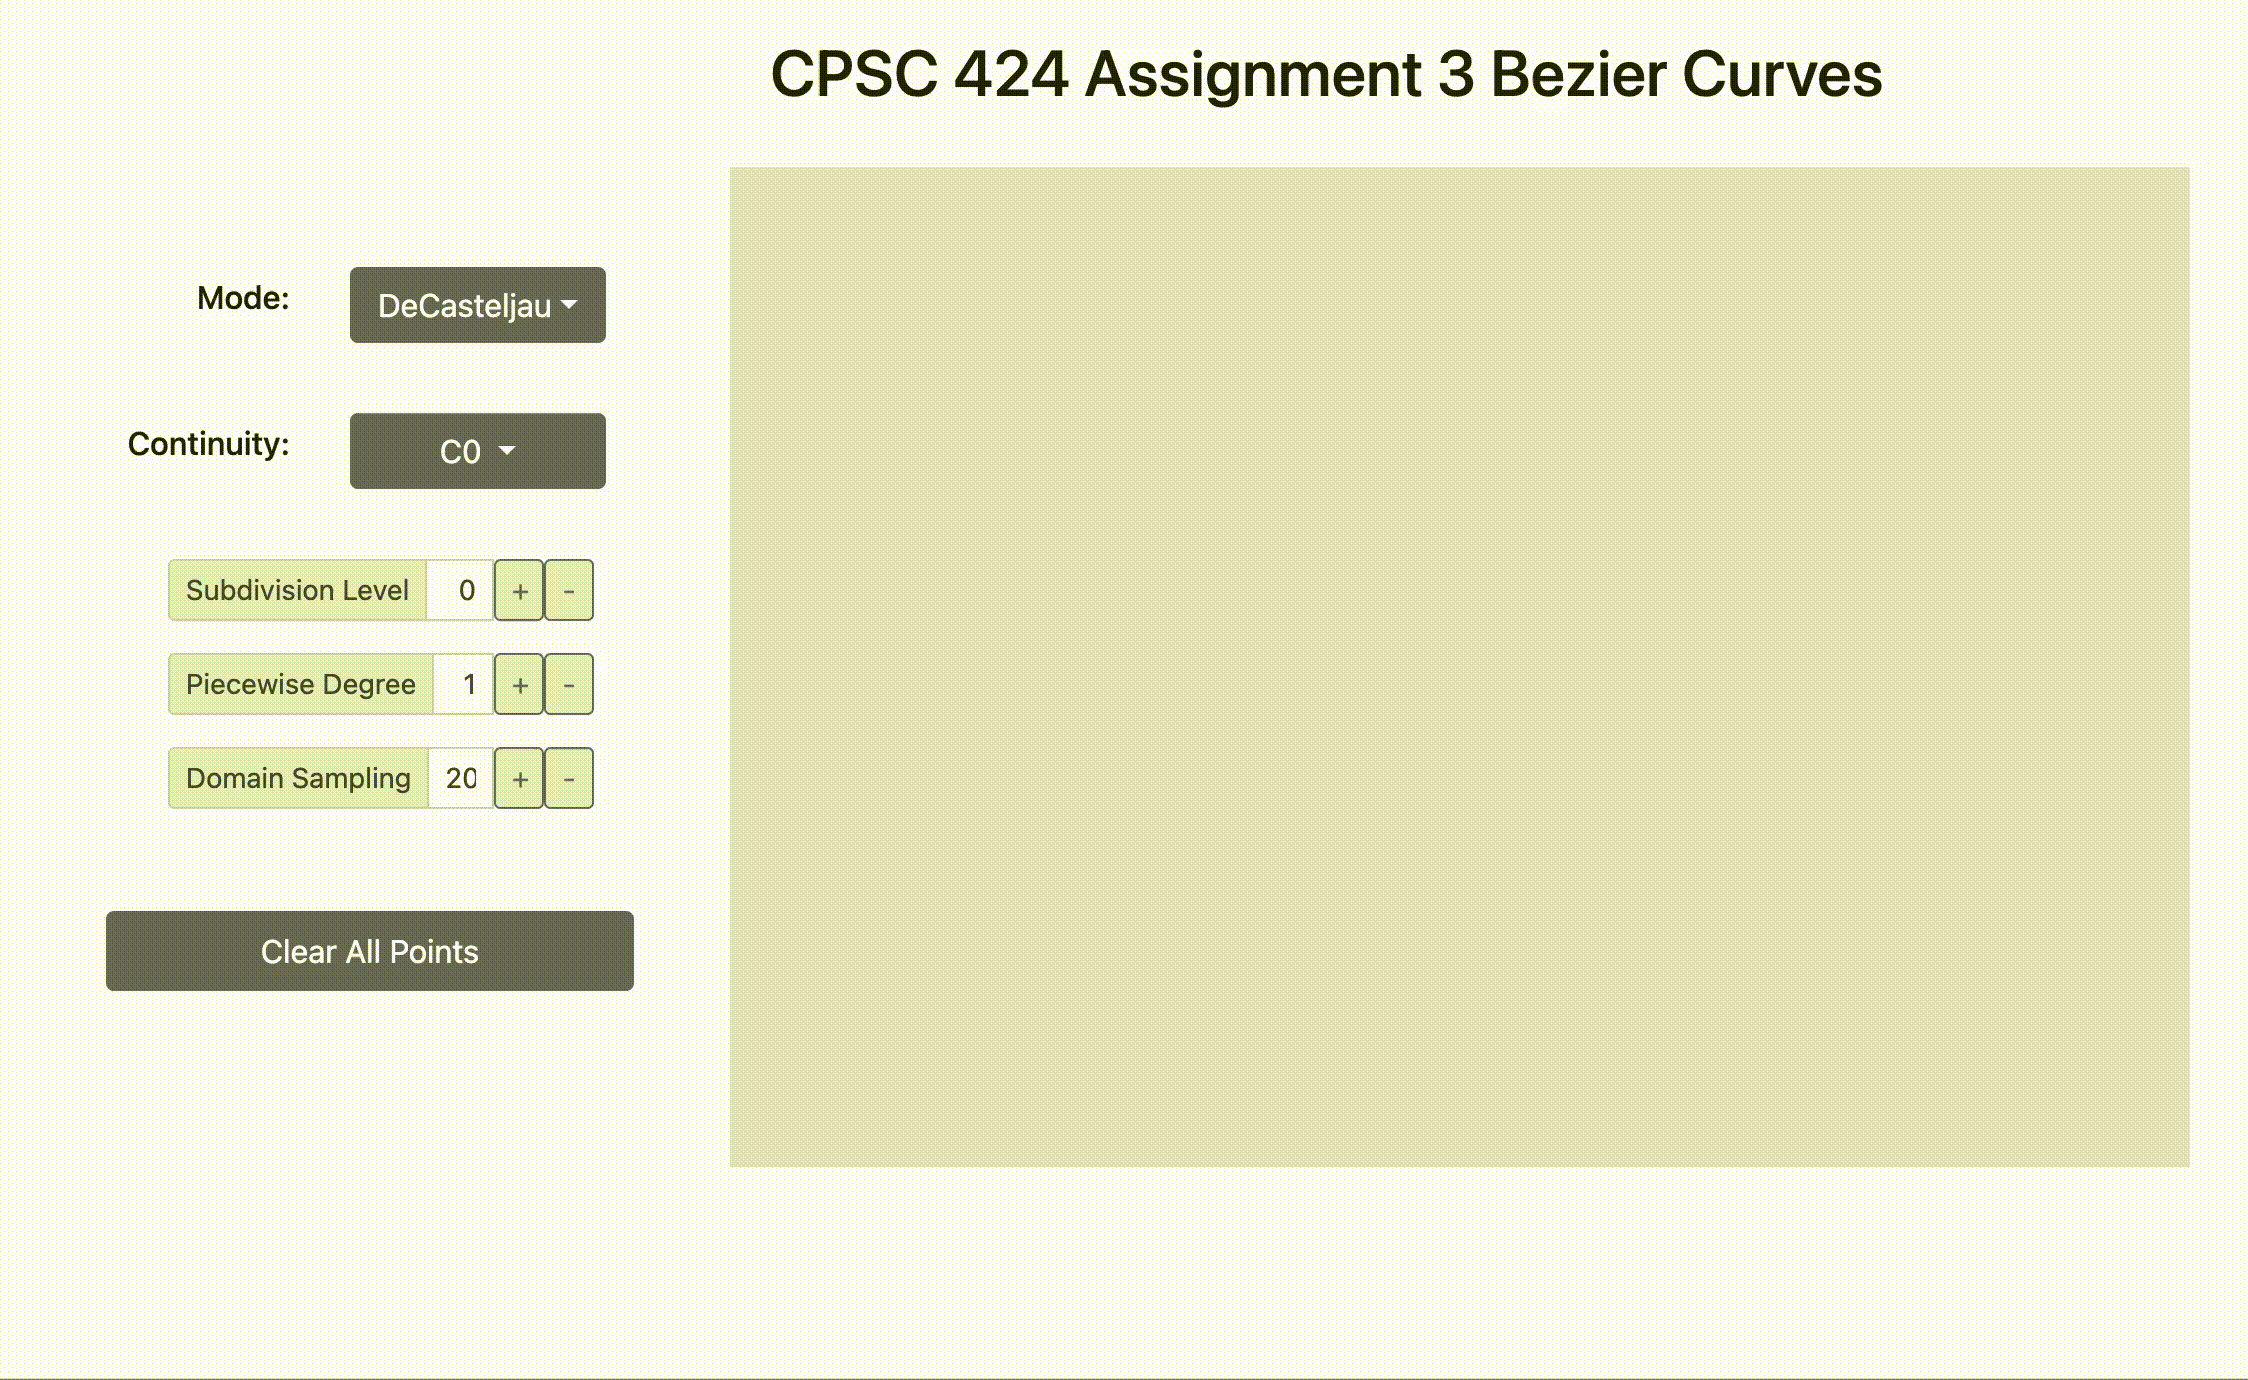 CPSC 424 Assignment 3 Bezier Curves
Mode: DeCasteljau
Continuity: C0
Subdivision Level 0 + -
Piecewise Degree 1 + -
Domain Sampling 20 + -
Clear All Points